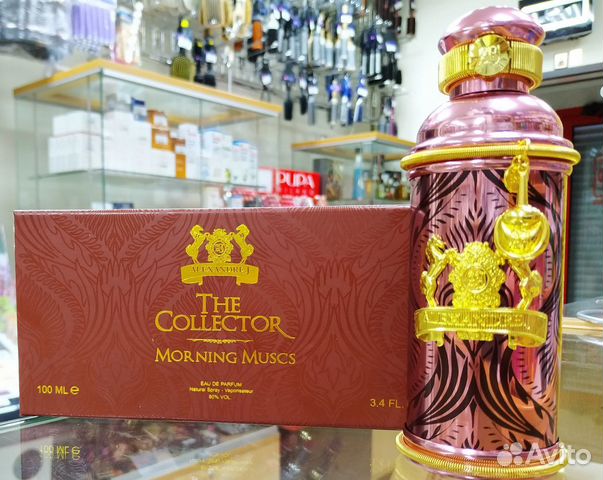 PUPA
ALEXANDRE.J
THE
COLLECTOR
MORNING MUSCS
EAU DE PARFUM
Natural Spray - Vaporisateur
80% VOL
100 ML e
3.4 FL.
ALEXANDRE.J
Avito